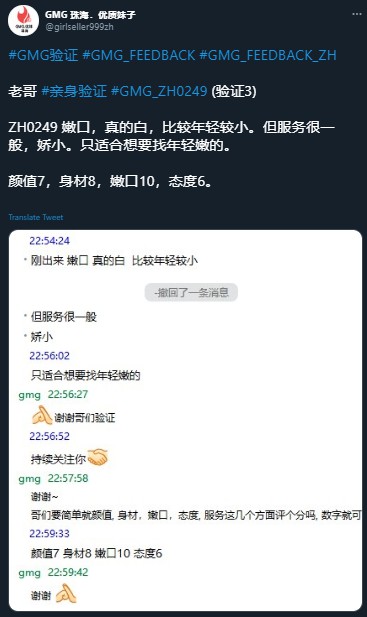 GMG 珠海．优质妹子
@girlseller999zh
#GMG验证 #GMG_FEEDBACK #GMG_FEEDBACK_ZH
老哥 #亲身验证 #GMG_ZH0249 (验证3)
ZH0249 嫩口，真的白，比较年轻较小。但服务很一
般，娇小。只适合想要找年轻嫩的。
颜值7，身材8，嫩口10，态度6。
Translate Tweet
22:54:24
刚出来 嫩口 真的白 比较年轻较小
-撤回了一条消息
但服务很一般
娇小
22:56:02
只适合想要找年轻嫩的
gmg 22:56:27
谢谢哥们验证
22:56:52
持续关注你
gmg 22:57:58
谢谢~
哥们要简单就颜值, 身材，嫩口，态度, 服务这几个方面评个分吗, 数字就可
22:59:33
颜值7 身材8 嫩口10 态度6
gmg 22:59:42
谢谢